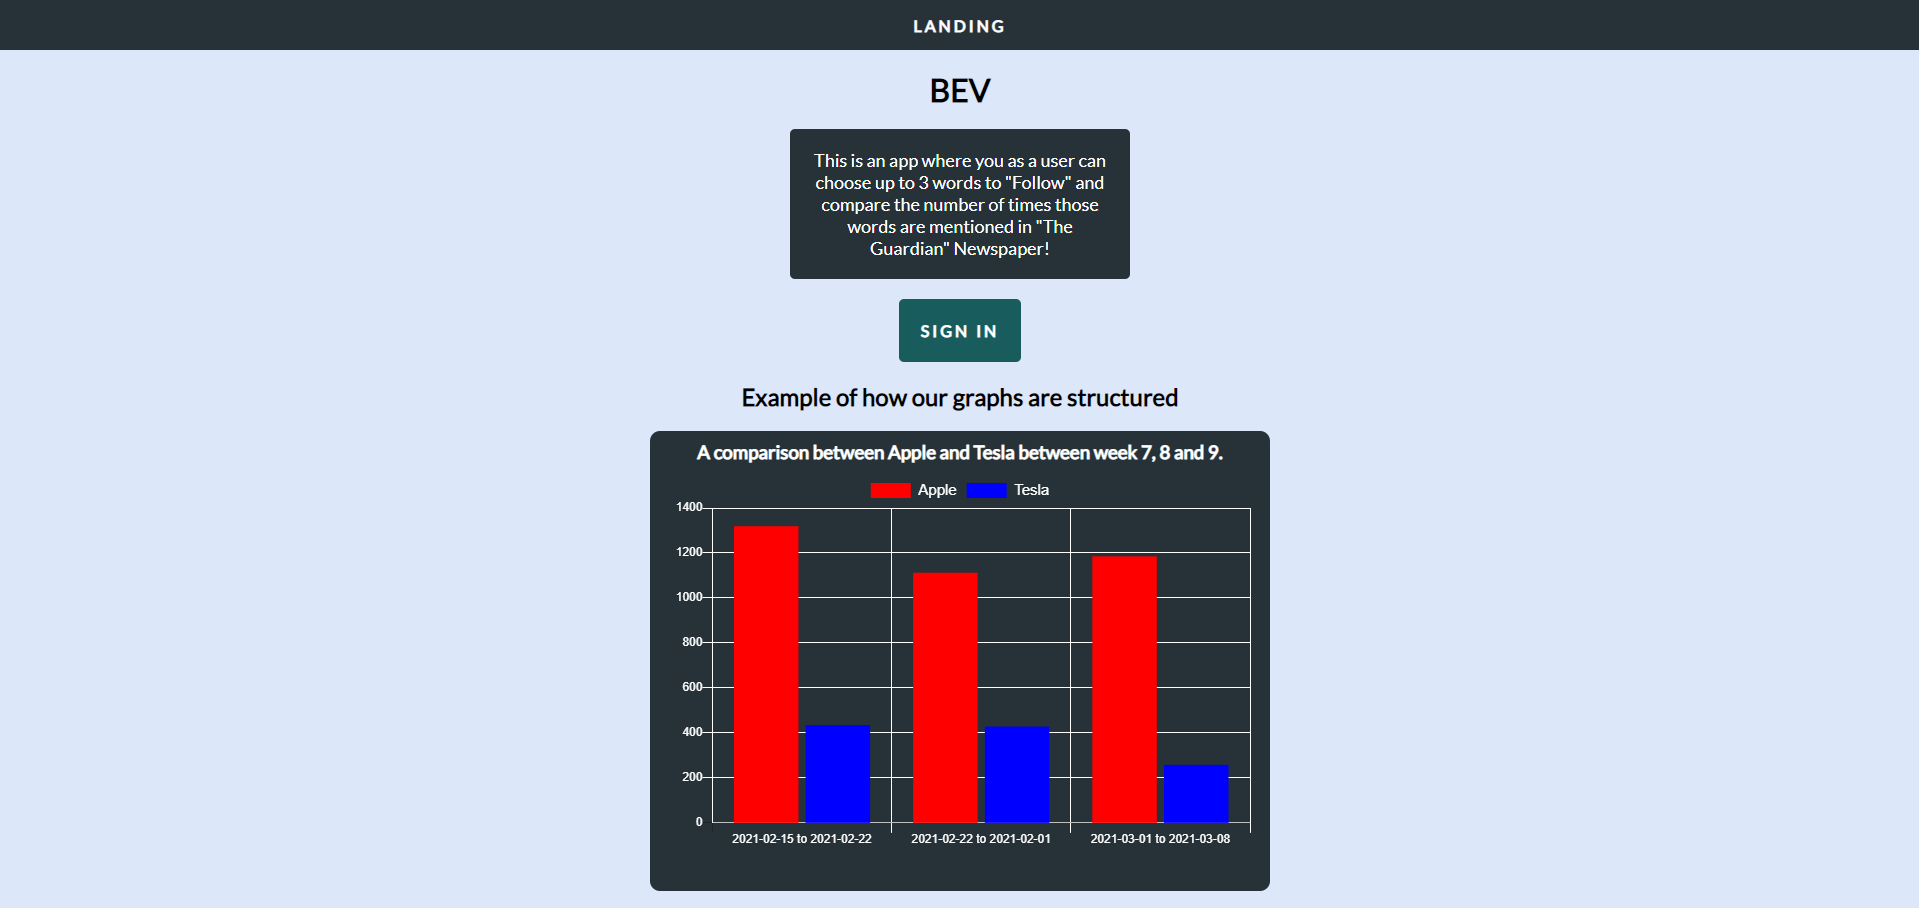 LANDING
BEV
This is an app where you as a user can
choose up to 3 words to "Follow" and
compare the number of times those
words are mentioned in "The
Guardian" Newspaper!
SIGN IN
Example of how our graphs are structured
A comparison between Apple and Tesla between week 7, 8 and 9.
Apple Tesla
1400
1200
1000
800
600
400
200
0
2021-02-15 to 2021-02-22 2021-02-22 to 2021-02-01 2021-03-01 to 2021-03-08